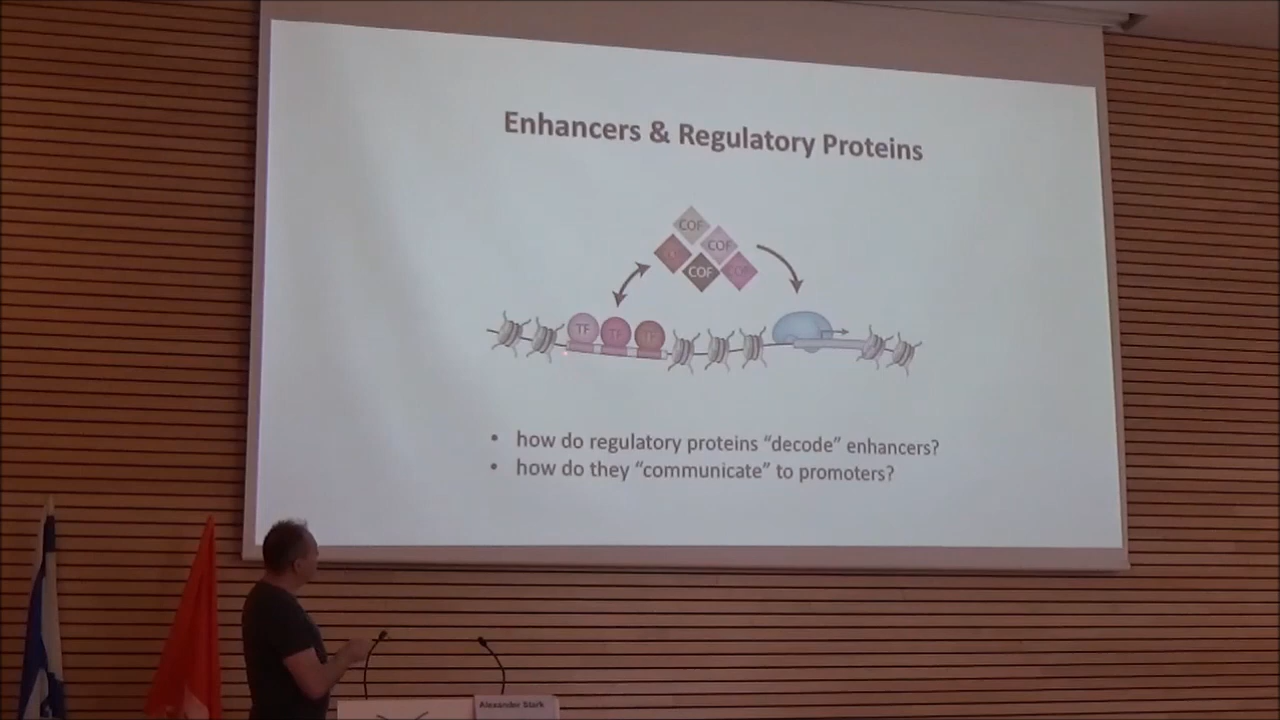 Enhancers & Regulatory Proteins
COF
COF
COF
TF
TF
TF
• how do regulatory proteins “decode” enhancers?
• how do they “communicate” to promoters?
Alexander Stark